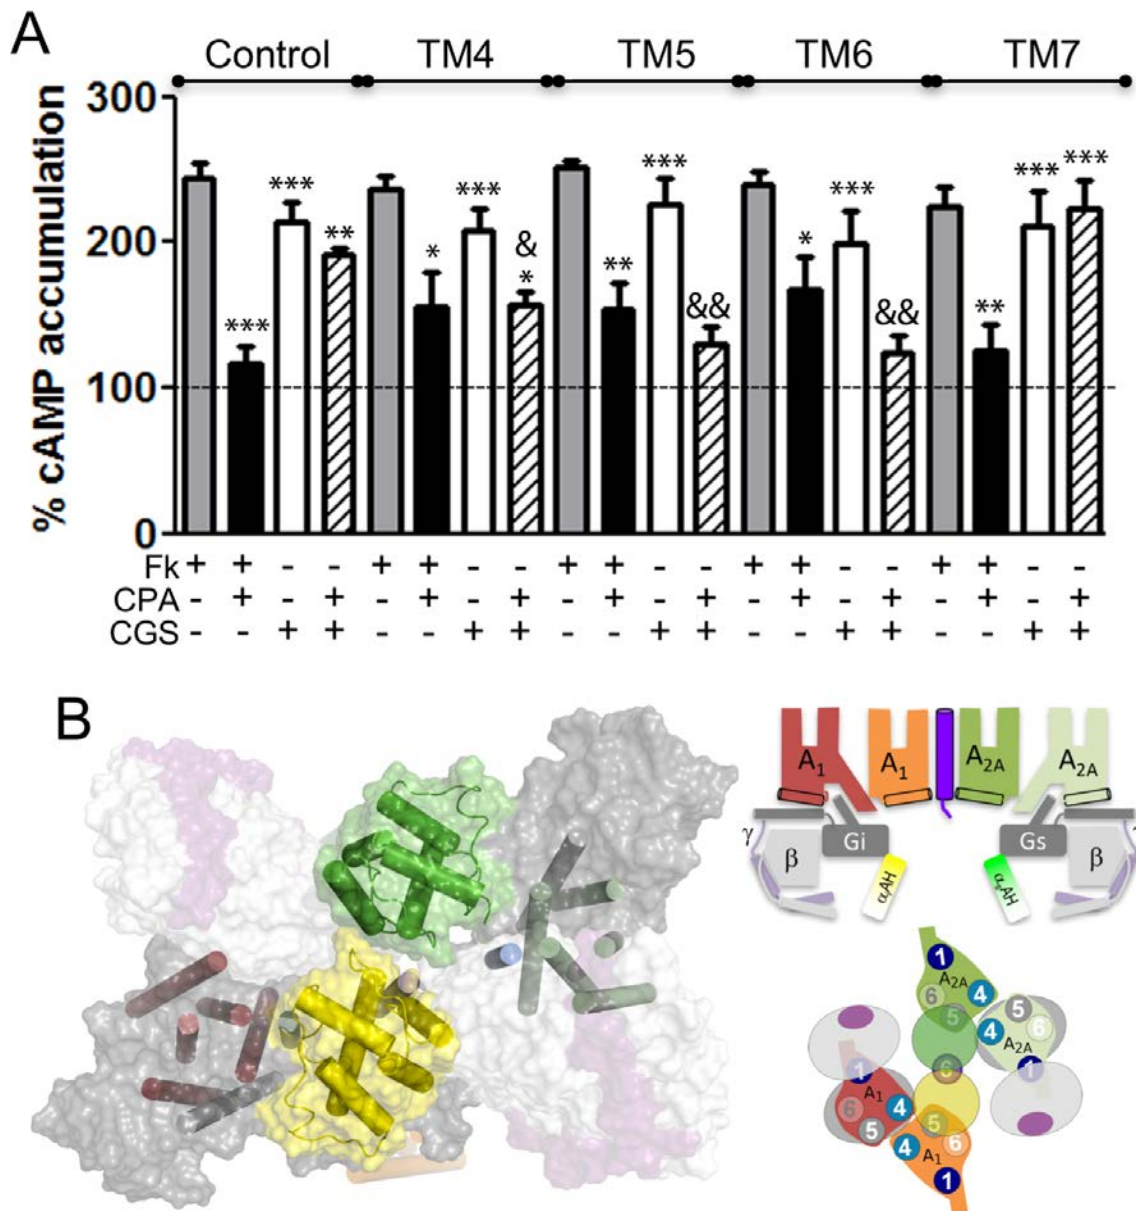 A
Control TM4 TM5 TM6 TM7
% cAMP accumulation
300
200
100
0
*** *** **
* *** & *
** *** &&
* *** &&
** *** ***
Fk + + - - + + - - + + - - + + - - + + - -
CPA - + - + - + - + - + - + - + - + - + - +
CGS - - + + - - + + - - + + - - + + - - + +
B
A1 A1 A2A A2A
γ β Gi αiAH αsAH Gs β
1
A2A
6 4 5
5 4 6
A2A
1 6 1
A1
6 4 5
5 4 6
A1
1